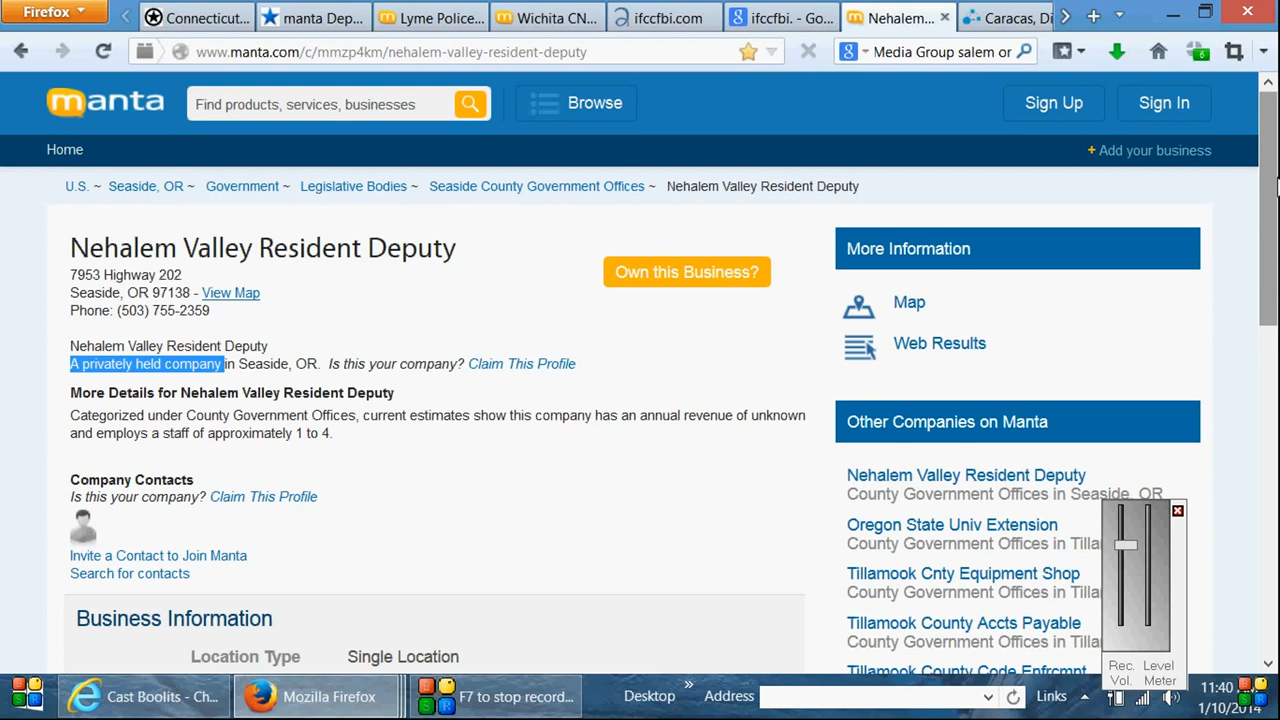 Firefox
Connecticut...
manta Dep...
Lyme Police...
Wichita CN...
ifccfbi.com
ifccfbi. - Go...
Nehalem...
Caracas, Di
www.manta.com/c/mmzp4km/nehalem-valley-resident-deputy
Media Group salem or
6
manta
Find products, services, businesses
Browse
Sign Up
Sign In
Home
+ Add your business
U.S. ~ Seaside, OR ~ Government ~ Legislative Bodies ~ Seaside County Government Offices ~ Nehalem Valley Resident Deputy
Nehalem Valley Resident Deputy
7953 Highway 202
Seaside, OR 97138 - View Map
Phone: (503) 755-2359
Own this Business?
Nehalem Valley Resident Deputy
A privately held company in Seaside, OR. Is this your company? Claim This Profile
More Details for Nehalem Valley Resident Deputy
Categorized under County Government Offices, current estimates show this company has an annual revenue of unknown
and employs a staff of approximately 1 to 4.
Company Contacts
Is this your company? Claim This Profile
Invite a Contact to Join Manta
Search for contacts
Business Information
Location Type Single Location
More Information
Map
Web Results
Other Companies on Manta
Nehalem Valley Resident Deputy
County Government Offices in Seaside, OR
Oregon State Univ Extension
County Government Offices in Tilla
Tillamook Cnty Equipment Shop
County Government Offices in Tilla
Tillamook County Accts Payable
County Government Offices in Tilla
Tillamook County Code Enfrcmnt
Rec. Level
Vol. Meter
Cast Boolits - Ch...
Mozilla Firefox
F7 to stop record...
Desktop
»
Address
Links
11:40
1/10/2014